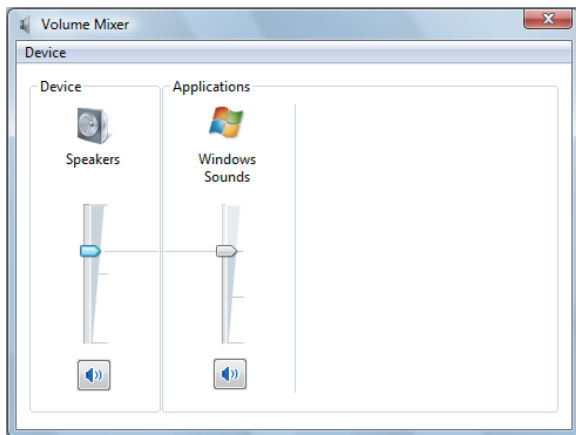 Volume Mixer
Device
Device
Applications
Speakers
Windows
Sounds